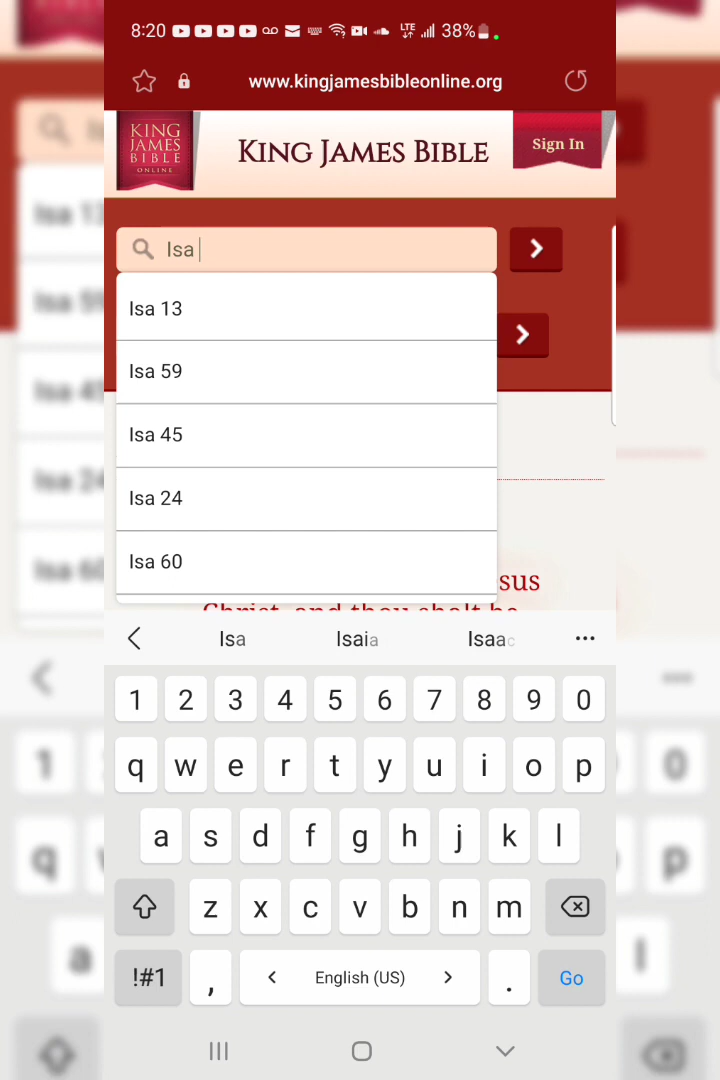 8:20 LTE 38%
www.kingjamesbibleonline.org
KING
JAMES
BIBLE
ONLINE
KING JAMES BIBLE
Sign In
Isa
Isa 13
Isa 59
Isa 45
Isa 24
Isa 60
sus
Christ, and thou shalt be
Isa Isaia Isaac
1 2 3 4 5 6 7 8 9 0
q w e r t y u i o p
a s d f g h j k l
z x c v b n m
!#1 , English (US) . Go